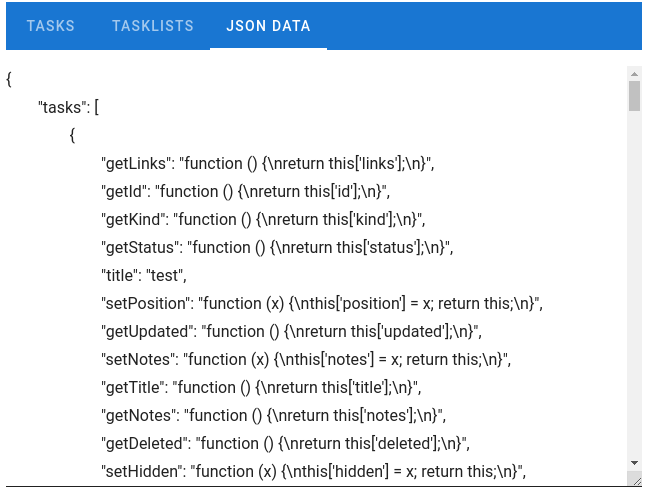 TASKS TASKLISTS JSON DATA
{
"tasks": [
{
"getLinks": "function () {\nreturn this['links'];\n}",
"getId": "function () {\nreturn this['id'];\n}",
"getKind": "function () {\nreturn this['kind'];\n}",
"getStatus": "function () {\nreturn this['status'];\n}",
"title": "test",
"setPosition": "function (x) {\nthis['position'] = x; return this;\n}",
"getUpdated": "function () {\nreturn this['updated'];\n}",
"setNotes": "function (x) {\nthis['notes'] = x; return this;\n}",
"getTitle": "function () {\nreturn this['title'];\n}",
"getNotes": "function () {\nreturn this['notes'];\n}",
"getDeleted": "function () {\nreturn this['deleted'];\n}",
"setHidden": "function (x) {\nthis['hidden'] = x; return this;\n}",